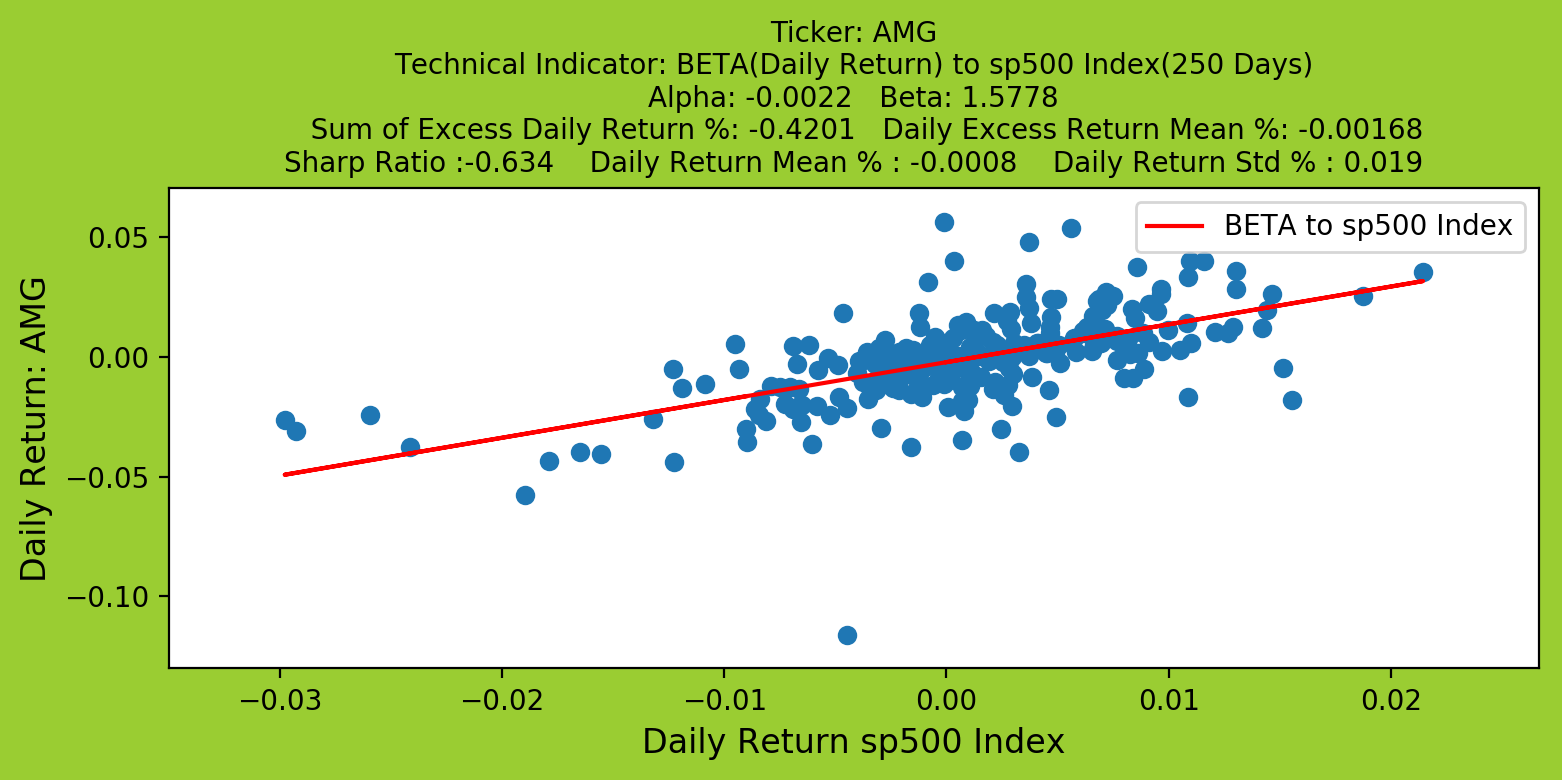 Ticker: AMG
Technical Indicator: BETA(Daily Return) to sp500 Index(250 Days)
Alpha: -0.0022 Beta: 1.5778
Sum of Excess Daily Return %: -0.4201 Daily Excess Return Mean %: -0.00168
Sharp Ratio :-0.634 Daily Return Mean % : -0.0008 Daily Return Std % : 0.019
BETA to sp500 Index
0.05
0.00
−0.05
−0.10
Daily Return: AMG
−0.03 −0.02 −0.01 0.00 0.01 0.02
Daily Return sp500 Index